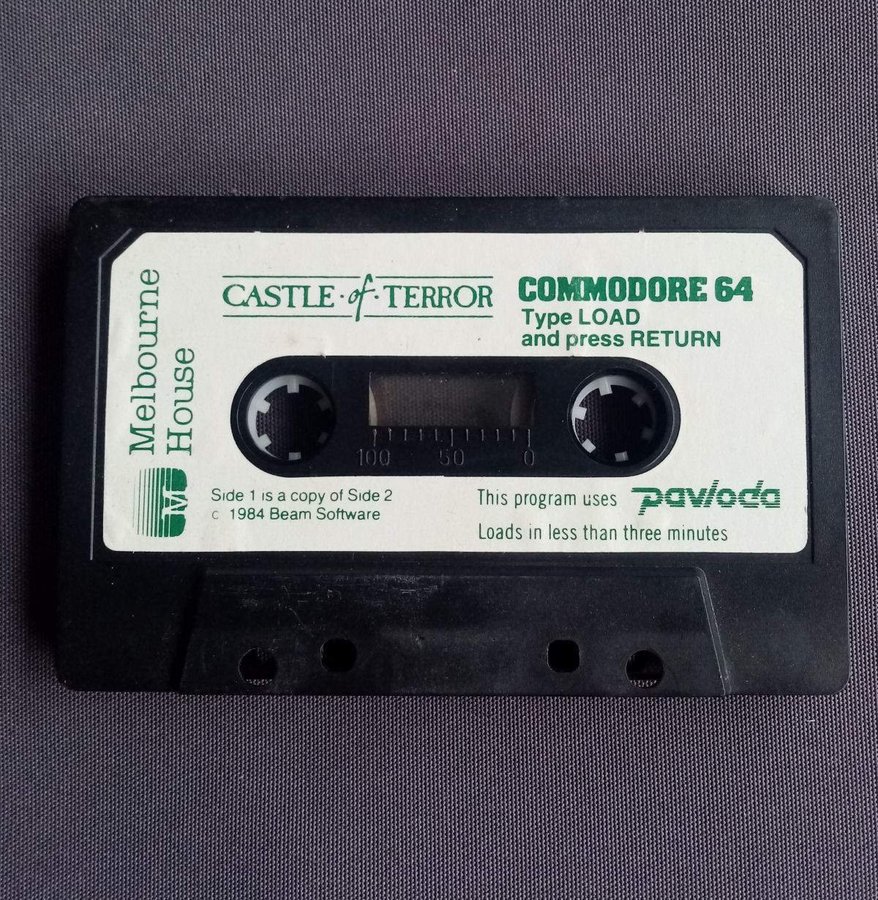 Melbourne
House
M
CASTLE·of·TERROR
COMMODORE 64
Type LOAD
and press RETURN
100 50 0
Side 1 is a copy of Side 2
c 1984 Beam Software
This program uses pavloda
Loads in less than three minutes